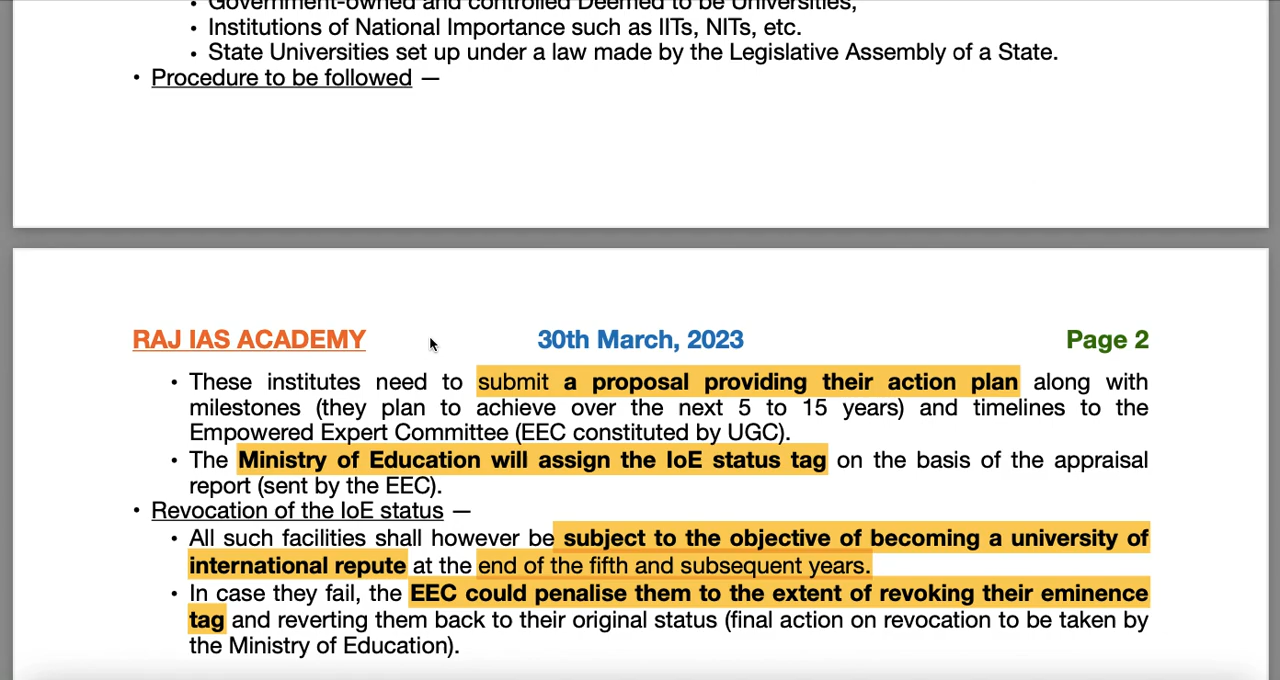 • Government-owned and controlled Deemed to be Universities,
• Institutions of National Importance such as IITs, NITs, etc.
• State Universities set up under a law made by the Legislative Assembly of a State.
• Procedure to be followed —
RAJ IAS ACADEMY 30th March, 2023 Page 2
• These institutes need to submit a proposal providing their action plan along with
milestones (they plan to achieve over the next 5 to 15 years) and timelines to the
Empowered Expert Committee (EEC constituted by UGC).
• The Ministry of Education will assign the IoE status tag on the basis of the appraisal
report (sent by the EEC).
• Revocation of the IoE status —
• All such facilities shall however be subject to the objective of becoming a university of
international repute at the end of the fifth and subsequent years.
• In case they fail, the EEC could penalise them to the extent of revoking their eminence
tag and reverting them back to their original status (final action on revocation to be taken by
the Ministry of Education).